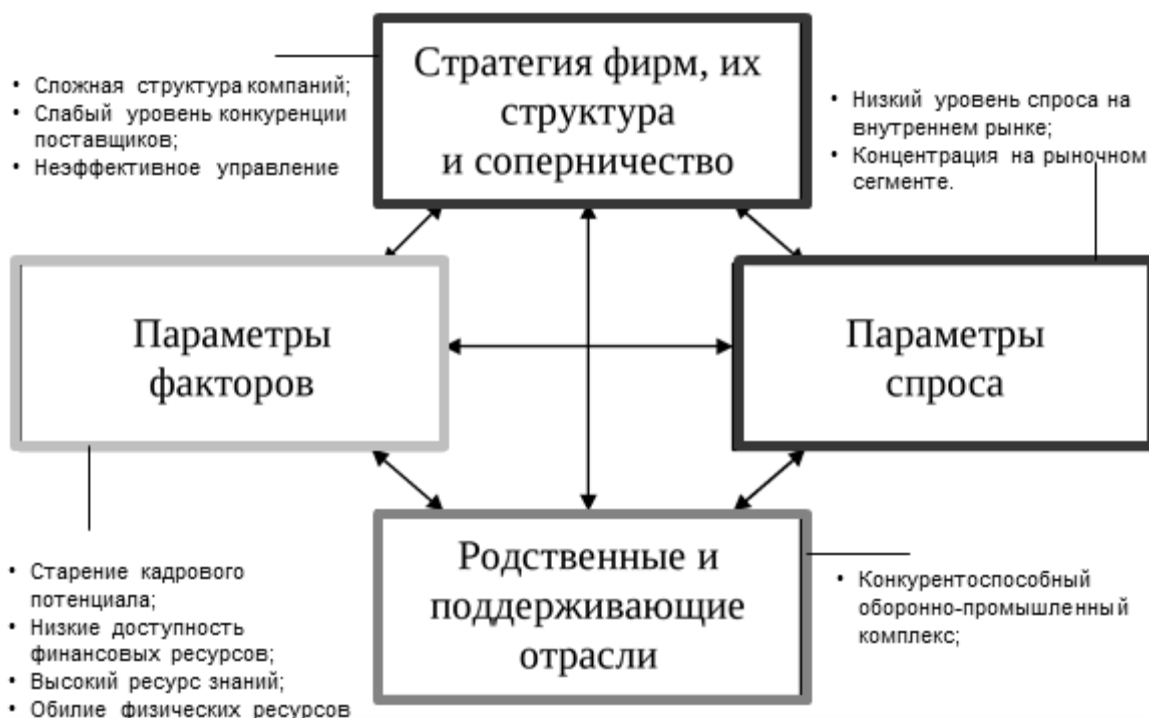 Стратегия фирм, их
структура
и соперничество
• Сложная структура компаний;
• Слабый уровень конкуренции
поставщиков;
• Неэффективное управление
• Низкий уровень спроса на
внутреннем рынке;
• Концентрация на рыночном
сегменте.
Параметры
факторов
Параметры
спроса
Родственные и
поддерживающие
отрасли
• Старение кадрового
потенциала;
• Низкие доступность
финансовых ресурсов;
• Высокий ресурс знаний;
• Обилие физических ресурсов
• Конкурентоспособный
оборонно-промышленный
комплекс;